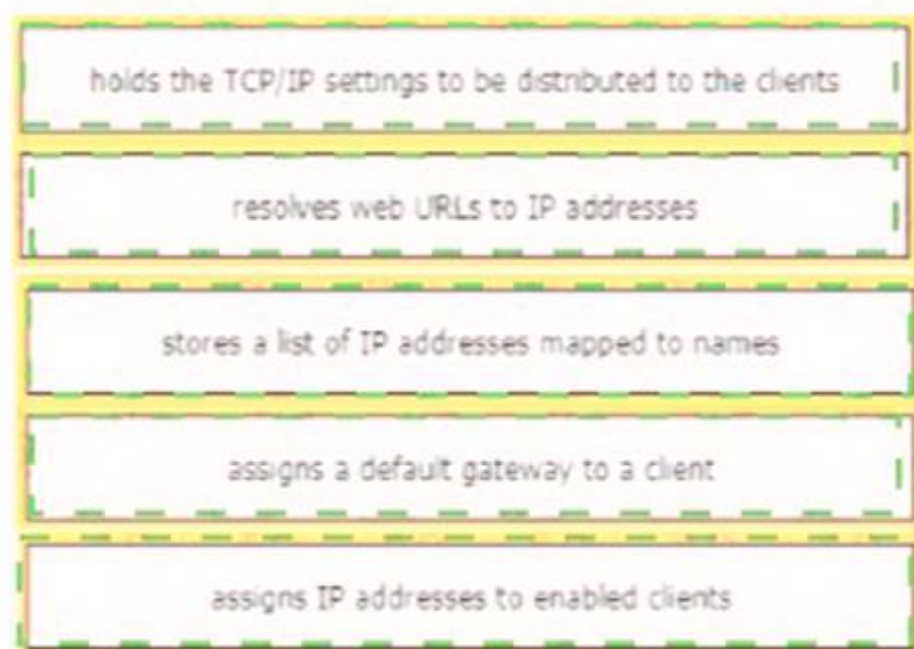 holds the TCP/IP settings to be distributed to the clients
resolves web URLs to IP addresses
stores a list of IP addresses mapped to names
assigns a default gateway to a client
assigns IP addresses to enabled clients